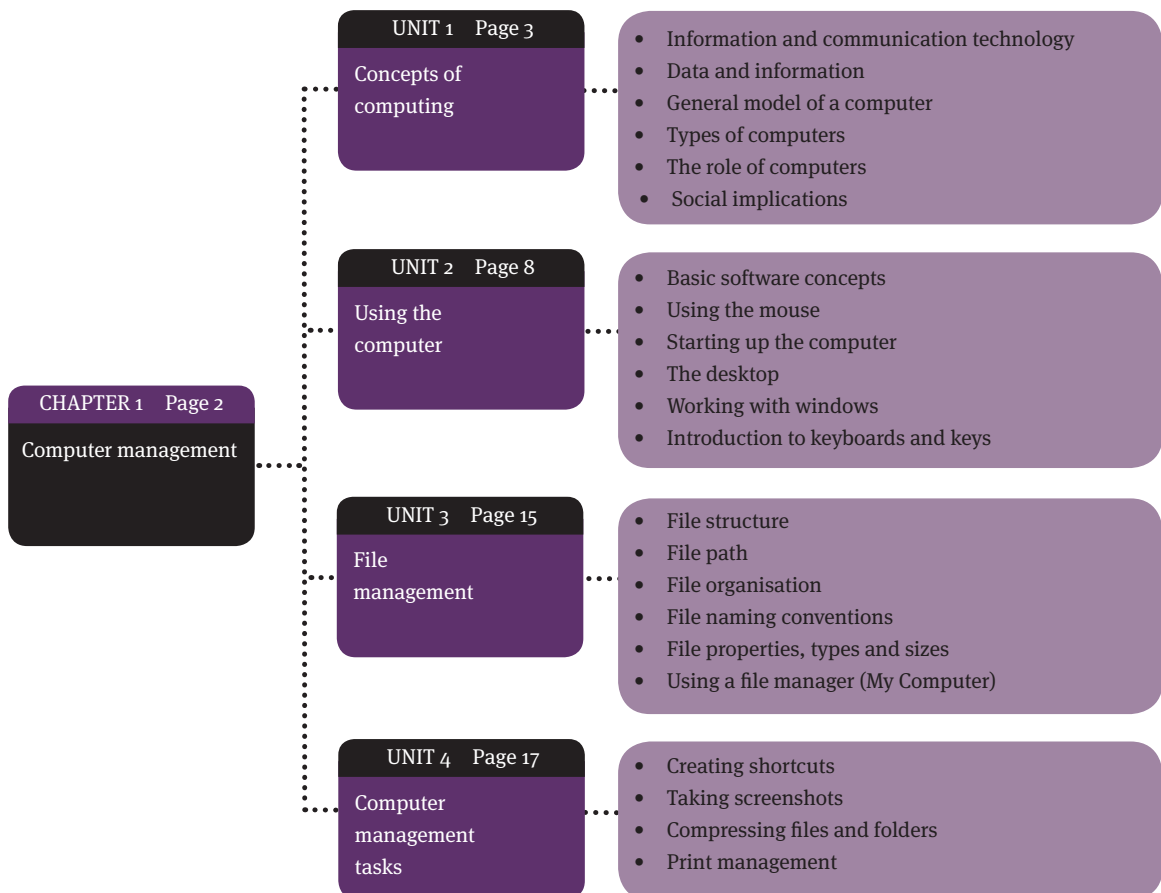 CHAPTER 1 Page 2
Computer management
UNIT 1 Page 3
Concepts of
computing
• Information and communication technology
• Data and information
• General model of a computer
• Types of computers
• The role of computers
• Social implications
UNIT 2 Page 8
Using the
computer
• Basic software concepts
• Using the mouse
• Starting up the computer
• The desktop
• Working with windows
• Introduction to keyboards and keys
UNIT 3 Page 15
File
management
• File structure
• File path
• File organisation
• File naming conventions
• File properties, types and sizes
• Using a file manager (My Computer)
UNIT 4 Page 17
Computer
management
tasks
• Creating shortcuts
• Taking screenshots
• Compressing files and folders
• Print management